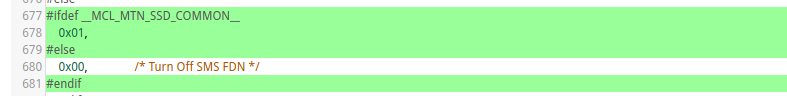 #ifdef __MCL_MTN_SSD_COMMON__
677
678 0x01,
679 #else
680 0x00, /* Turn Off SMS FDN */
681 #endif